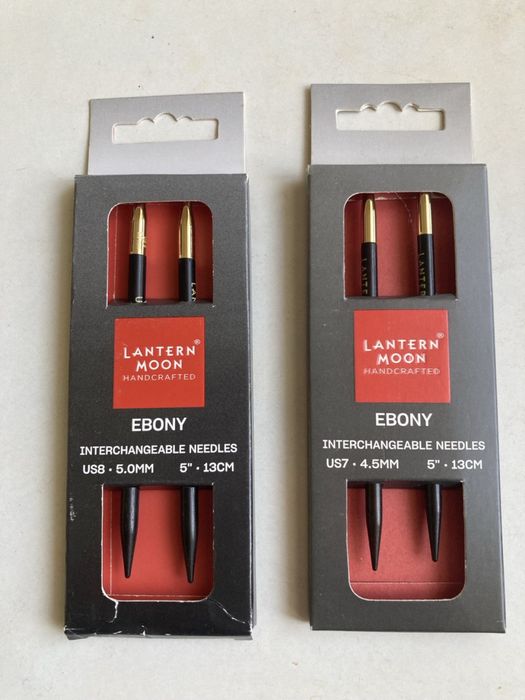 LANTERN®
MOON
HANDCRAFTED
EBONY
INTERCHANGEABLE NEEDLES
US8 • 5.0MM 5" • 13CM
LANTERN®
MOON
HANDCRAFTED
EBONY
INTERCHANGEABLE NEEDLES
US7 • 4.5MM 5" • 13CM